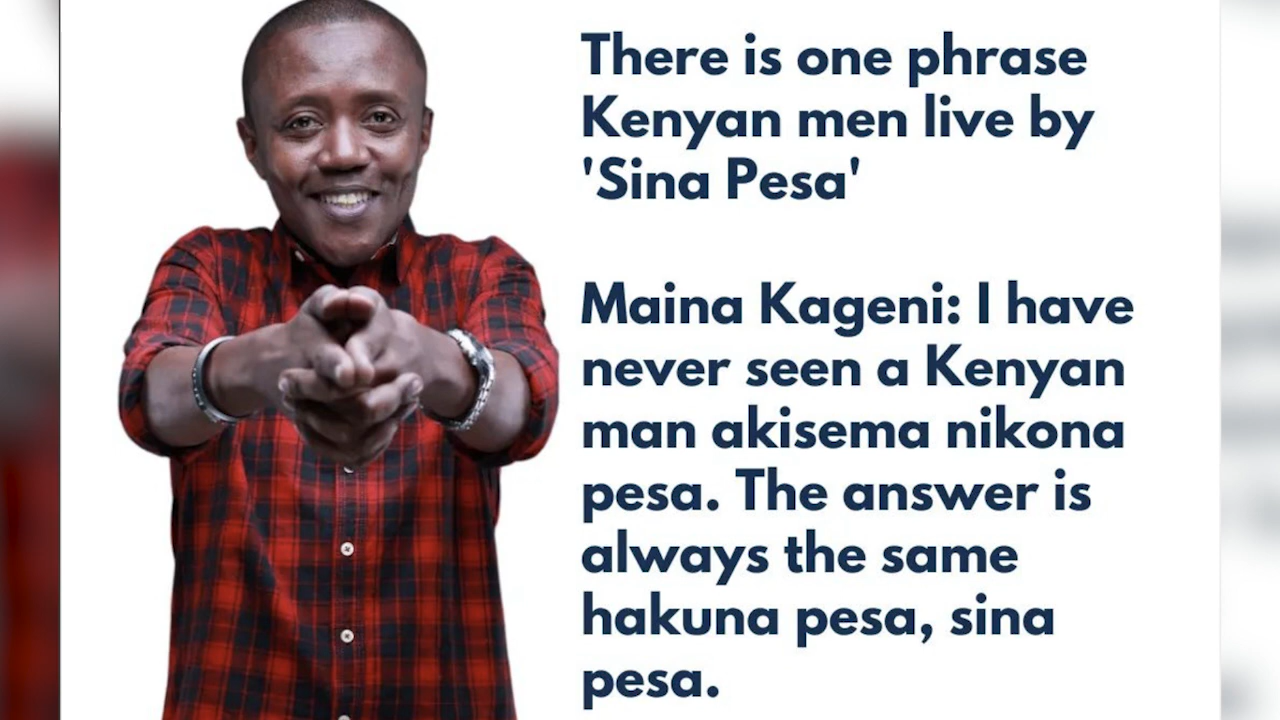 There is one phrase
Kenyan men live by
'Sina Pesa'
Maina Kageni: I have
never seen a Kenyan
man akisema nikona
pesa. The answer is
always the same
hakuna pesa, sina
pesa.